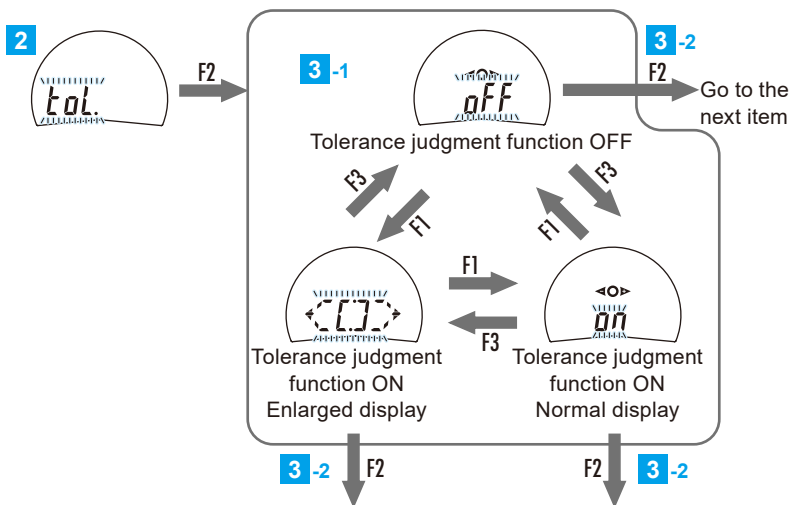 2
tol.
F2
3 -1
oFF
Tolerance judgment function OFF
3 -2
F2
Go to the
next item
F3
F1
F3
F1
F1
F3
[]
Tolerance judgment
function ON
Enlarged display
on
Tolerance judgment
function ON
Normal display
3 -2
F2
F2
3 -2